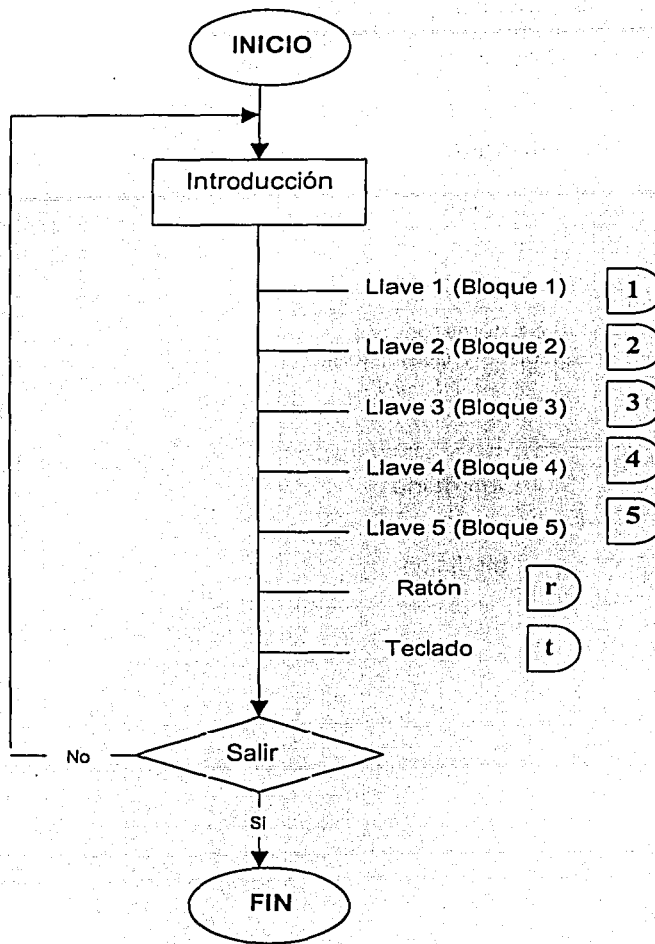 INICIO
Introducción
Llave 1 (Bloque 1) 1
Llave 2 (Bloque 2) 2
Llave 3 (Bloque 3) 3
Llave 4 (Bloque 4) 4
Llave 5 (Bloque 5) 5
Ratón r
Teclado t
Salir
No
Si
FIN